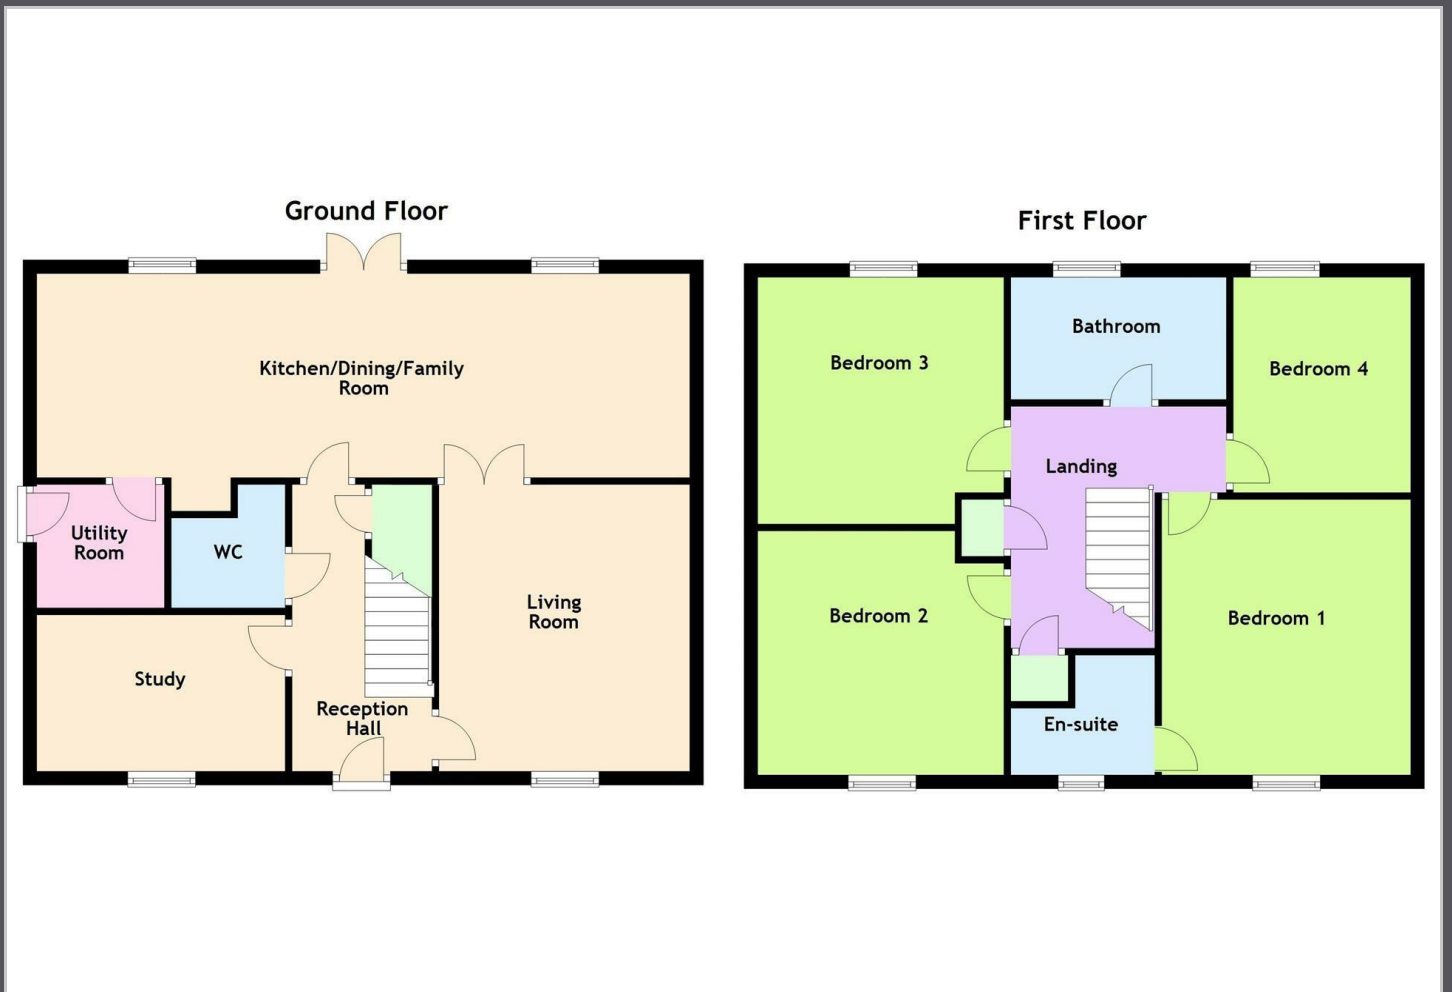 Ground Floor
Kitchen/Dining/Family
Room
Utility
Room
WC
Living
Room
Study
Reception
Hall
First Floor
Bedroom 3
Bathroom
Bedroom 4
Landing
Bedroom 2
Bedroom 1
En-suite